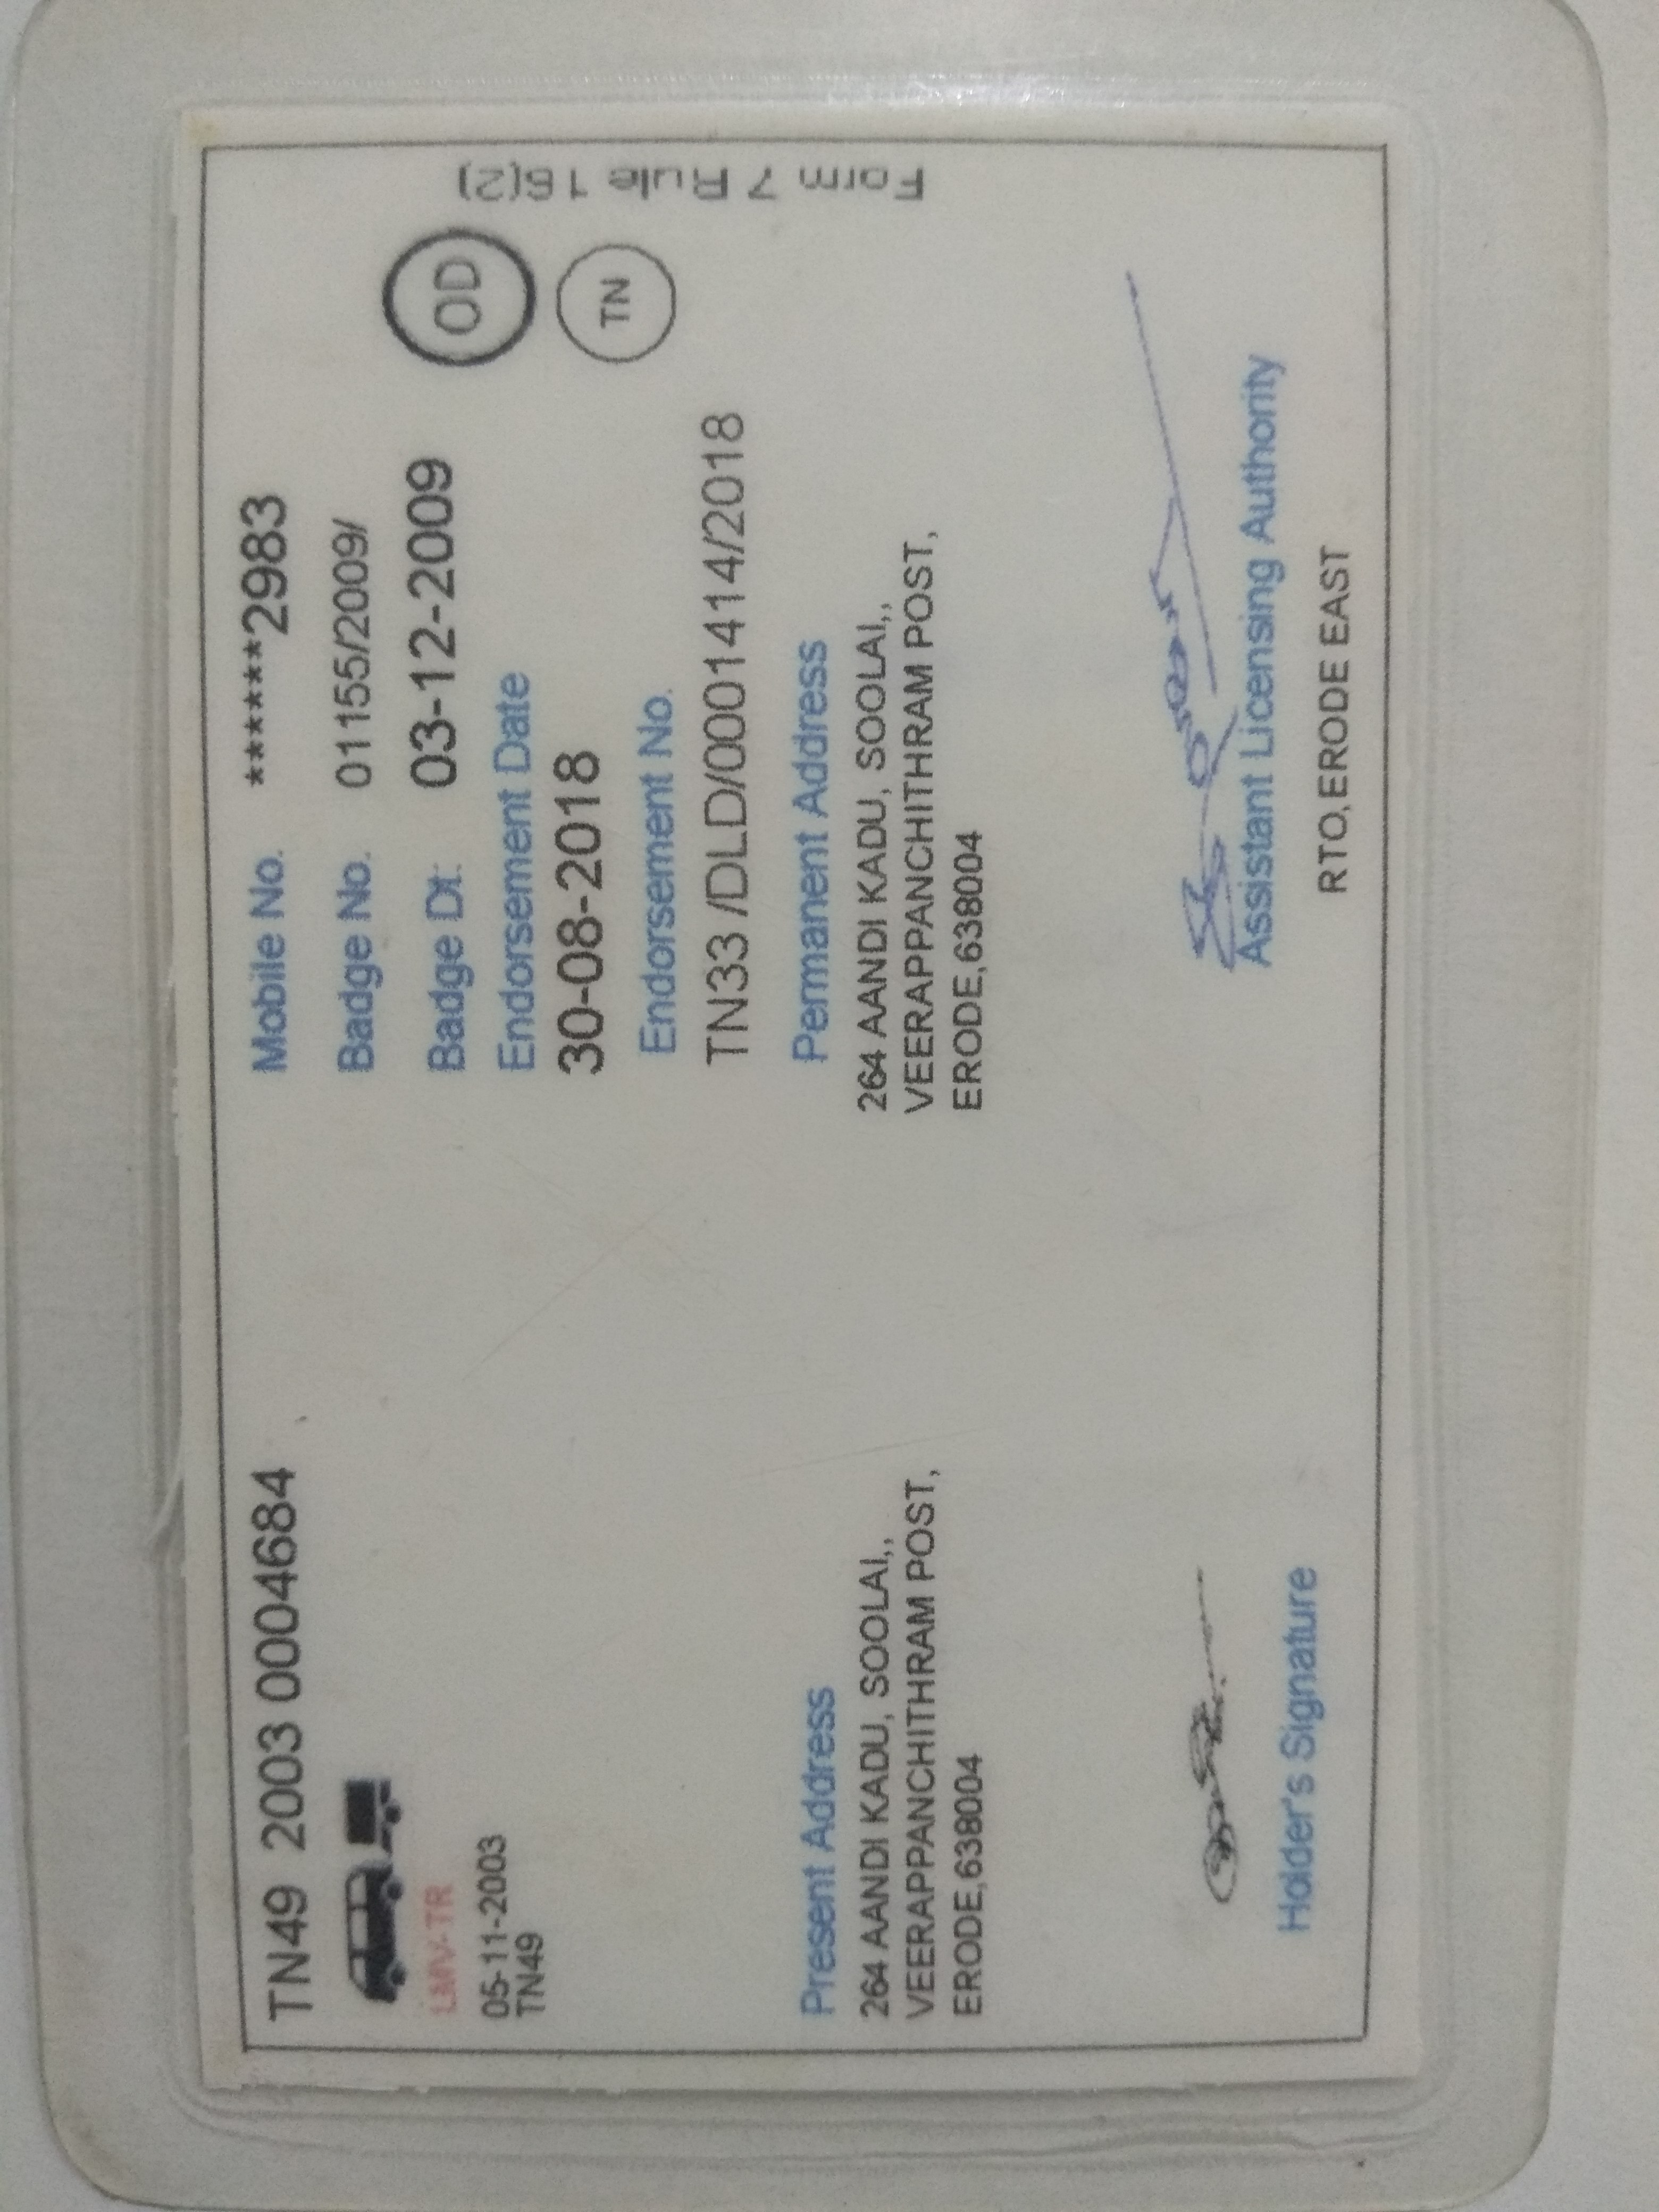 TN49 2003 0004684
LMV-TR
05-11-2003
TN49
Present Address
264 AANDI KADU, SOOLAI,,
VEERAPPANCHITHRAM POST,
ERODE,638004
Holder's Signature
Mobile No. ******2983
Badge No. 01155/2009/
Badge Dt. 03-12-2009
Endorsement Date
30-08-2018
Endorsement No.
TN33 /DLD/0001414/2018
Permanent Address
264 AANDI KADU, SOOLAI,,
VEERAPPANCHITHRAM POST,
ERODE,638004
Assistant Licensing Authority
RTO,ERODE EAST
OD
TN
Form 7 Rule 16(2)